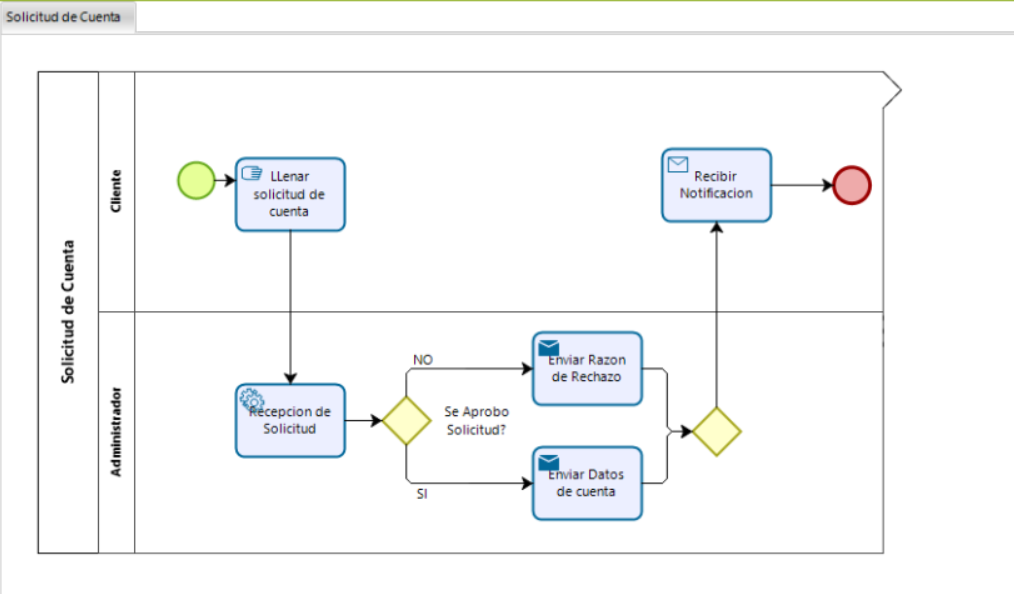 Solicitud de Cuenta
Solicitud de Cuenta
Cliente
LLenar
solicitud de
cuenta
Recibir
Notificacion
Administrador
Recepcion de
Solicitud
NO
Se Aprobo
Solicitud?
SI
Enviar Razon
de Rechazo
Enviar Datos
de cuenta